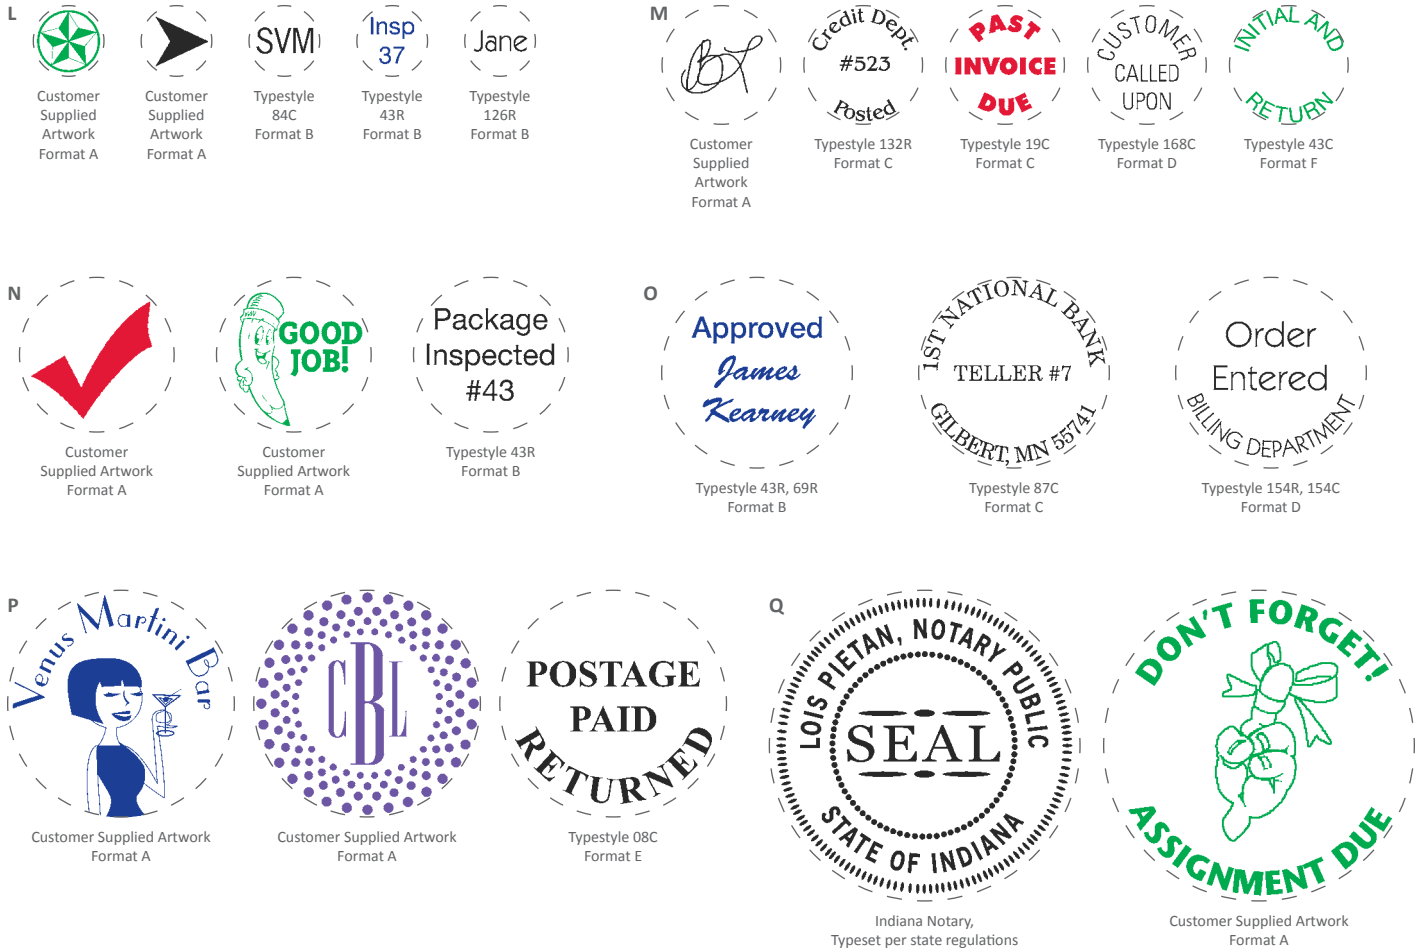 L
Customer
Supplied
Artwork
Format A
Customer
Supplied
Artwork
Format A
SVM
Typestyle
84C
Format B
Insp
37
Typestyle
43R
Format B
Jane
Typestyle
126R
Format B
M
BL
Customer
Supplied
Artwork
Format A
Credit Dept.
#523
Posted
Typestyle 132R
Format C
PAST
INVOICE
DUE
Typestyle 19C
Format C
CUSTOMER
CALLED
UPON
Typestyle 168C
Format D
INITIAL AND
RETURN
Typestyle 43C
Format F
N
Customer
Supplied Artwork
Format A
GOOD
JOB!
Customer
Supplied Artwork
Format A
Package
Inspected
#43
Typestyle 43R
Format B
O
Approved
James
Kearney
Typestyle 43R, 69R
Format B
1ST NATIONAL BANK
TELLER #7
GILBERT, MN 55741
Typestyle 87C
Format C
Order
Entered
BILLING DEPARTMENT
Typestyle 154R, 154C
Format D
P
Venus Martini Bar
Customer Supplied Artwork
Format A
CBL
Customer Supplied Artwork
Format A
POSTAGE
PAID
RETURNED
Typestyle 08C
Format E
Q
LOIS PIETAN, NOTARY PUBLIC
SEAL
STATE OF INDIANA
Indiana Notary,
Typeset per state regulations
DON'T FORGET!
ASSIGNMENT DUE
Customer Supplied Artwork
Format A